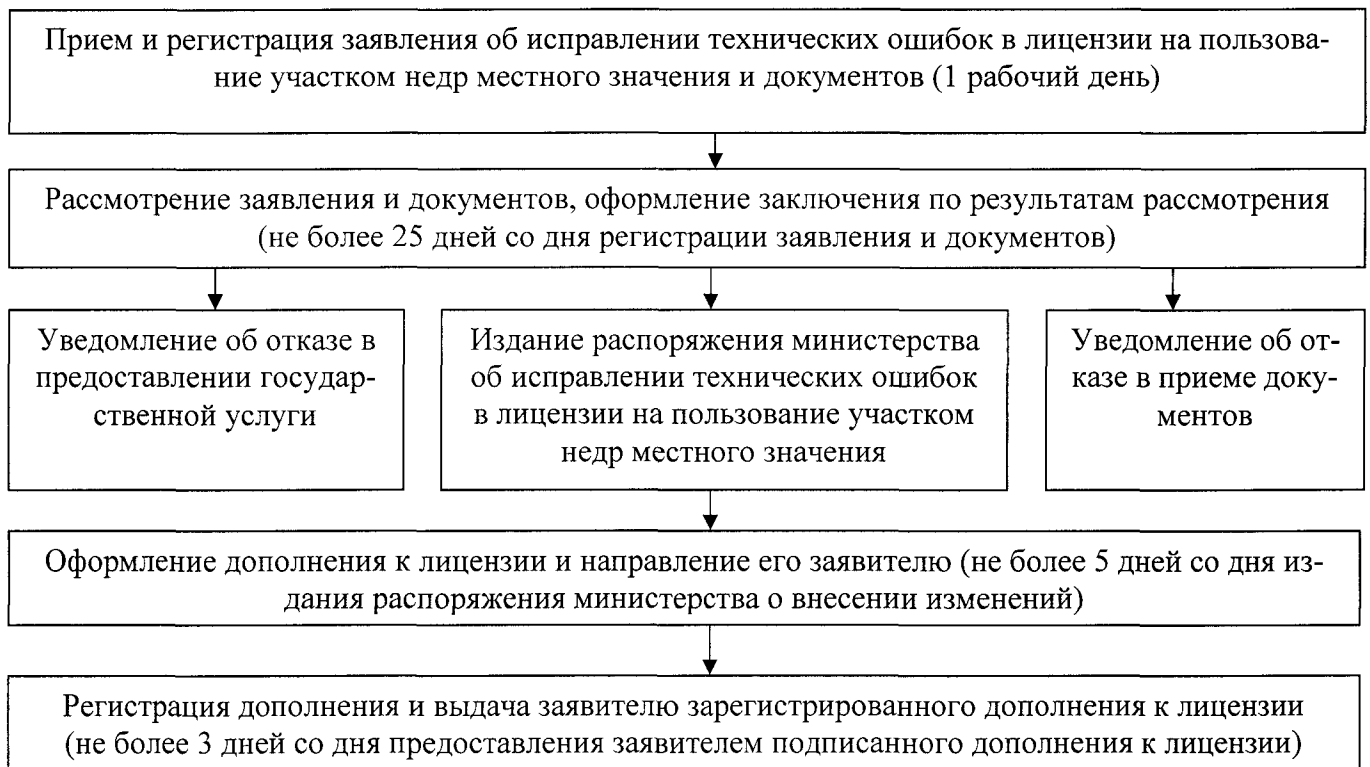 Прием и регистрация заявления об исправлении технических ошибок в лицензии на пользова-
ние участком недр местного значения и документов (1 рабочий день)
Рассмотрение заявления и документов, оформление заключения по результатам рассмотрения
(не более 25 дней со дня регистрации заявления и документов)
Уведомление об отказе в
предоставлении государ-
ственной услуги
Издание распоряжения министерства
об исправлении технических ошибок
в лицензии на пользование участком
недр местного значения
Уведомление об от-
казе в приеме доку-
ментов
Оформление дополнения к лицензии и направление его заявителю (не более 5 дней со дня из-
дания распоряжения министерства о внесении изменений)
Регистрация дополнения и выдача заявителю зарегистрированного дополнения к лицензии
(не более 3 дней со дня предоставления заявителем подписанного дополнения к лицензии)